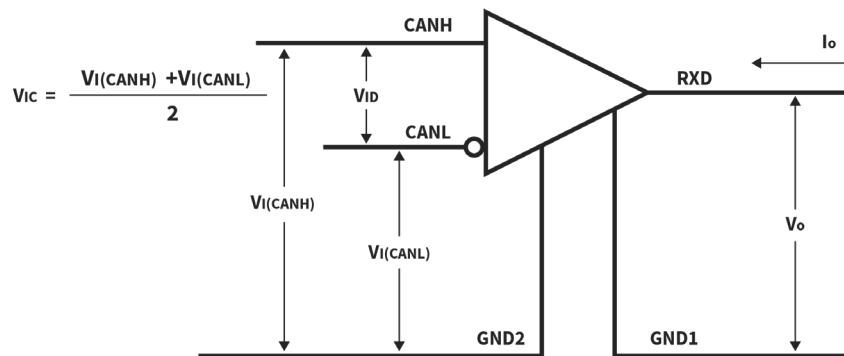 CANH
Io
VIC = VI(CANH) +VI(CANL)
2
VID
RXD
CANL
VI(CANH)
VI(CANL)
Vo
GND2
GND1